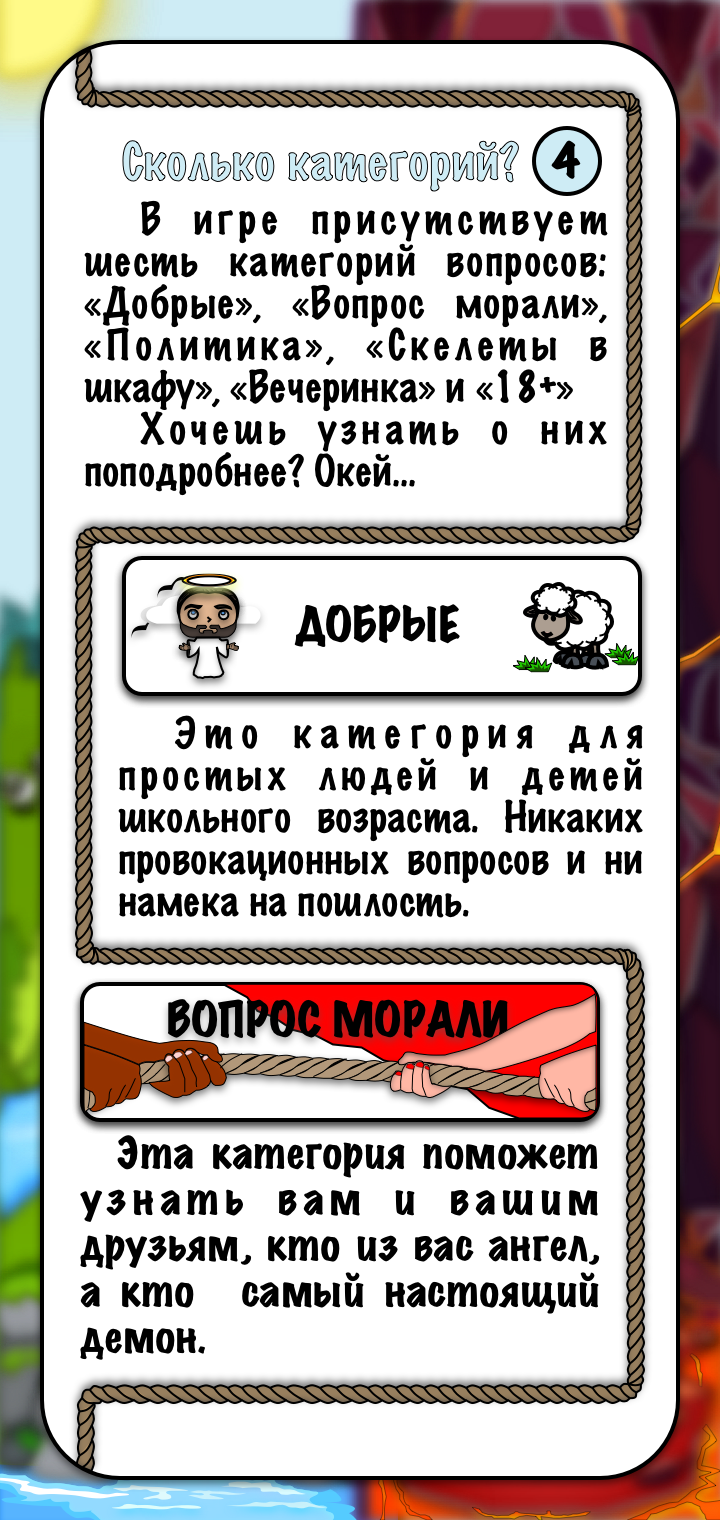 Сколько категорий? 4
В игре присутствует
шесть категорий вопросов:
«Добрые», «Вопрос морали»,
«Политика», «Скелеты в
шкафу», «Вечеринка» и «18+»
Хочешь узнать о них
поподробнее? Окей...
ДОБРЫЕ
Это категория для
простых людей и детей
школьного возраста. Никаких
провокационных вопросов и ни
намека на пошлость.
ВОПРОС МОРАЛИ
Эта категория поможет
узнать вам и вашим
друзьям, кто из вас ангел,
а кто самый настоящий
демон.